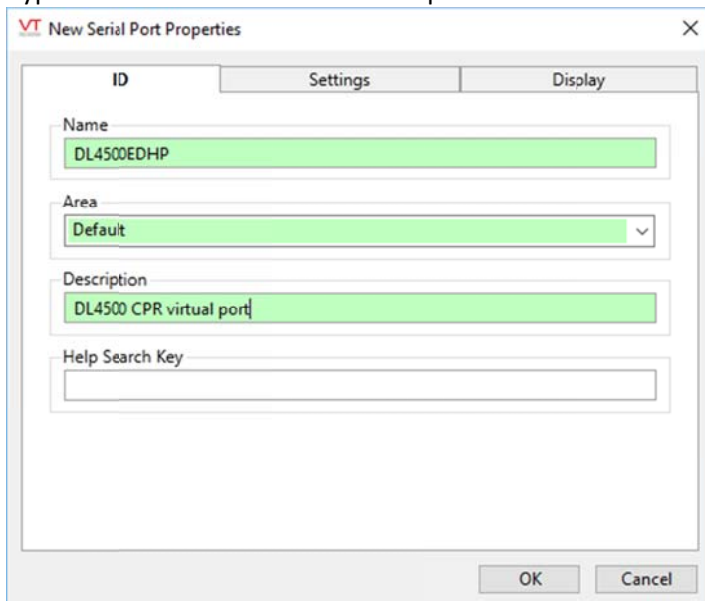 VT New Serial Port Properties
ID Settings Display
Name
DL4500EDHP
Area
Default
Description
DL4500 CPR virtual port
Help Search Key
OK Cancel